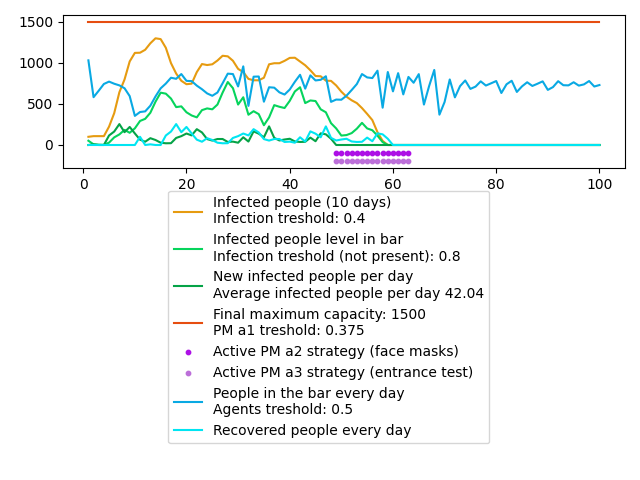 1500
1000
500
0
0
20
40
60
80
100
Infected people (10 days)
Infection treshold: 0.4
Infected people level in bar
Infection treshold (not present): 0.8
New infected people per day
Average infected people per day 42.04
Final maximum capacity: 1500
PM a1 treshold: 0.375
Active PM a2 strategy (face masks)
Active PM a3 strategy (entrance test)
People in the bar every day
Agents treshold: 0.5
Recovered people every day